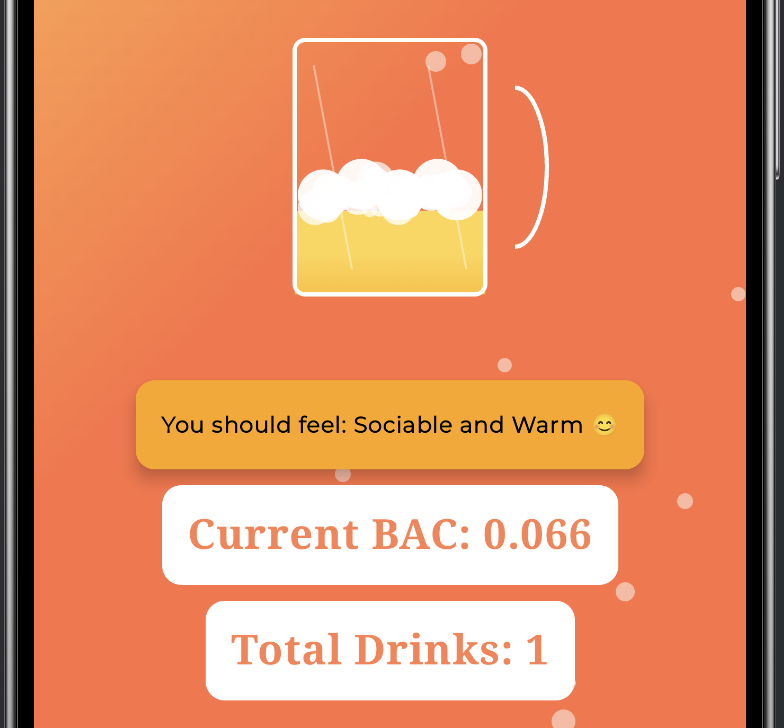 You should feel: Sociable and Warm 😊
Current BAC: 0.066
Total Drinks: 1